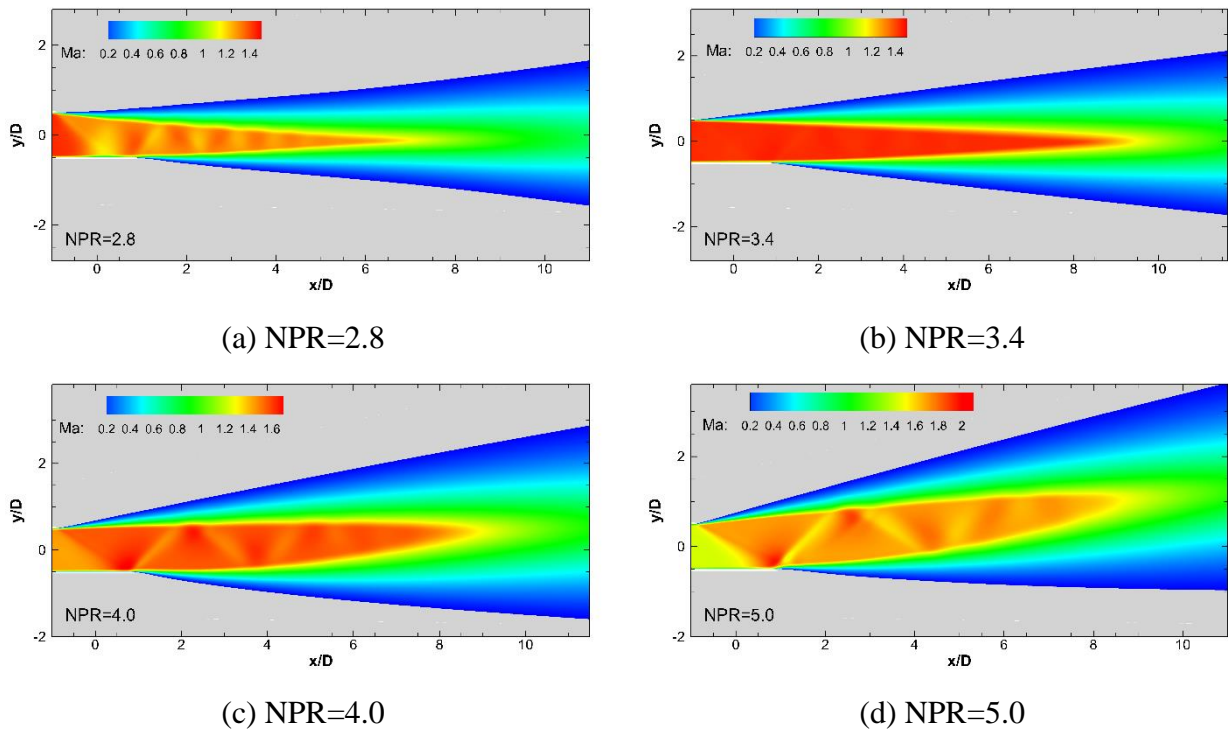 Ma: 0.2 0.4 0.6 0.8 1 1.2 1.4
2
0
-2
y/D
NPR=2.8
0 2 4 6 8 10
x/D
(a) NPR=2.8
Ma: 0.2 0.4 0.6 0.8 1 1.2 1.4
2
0
-2
y/D
NPR=3.4
0 2 4 6 8 10
x/D
(b) NPR=3.4
Ma: 0.2 0.4 0.6 0.8 1 1.2 1.4 1.6
2
0
-2
y/D
NPR=4.0
0 2 4 6 8 10
x/D
(c) NPR=4.0
Ma: 0.2 0.4 0.6 0.8 1 1.2 1.4 1.6 1.8 2
2
0
-2
y/D
NPR=5.0
0 2 4 6 8 10
x/D
(d) NPR=5.0